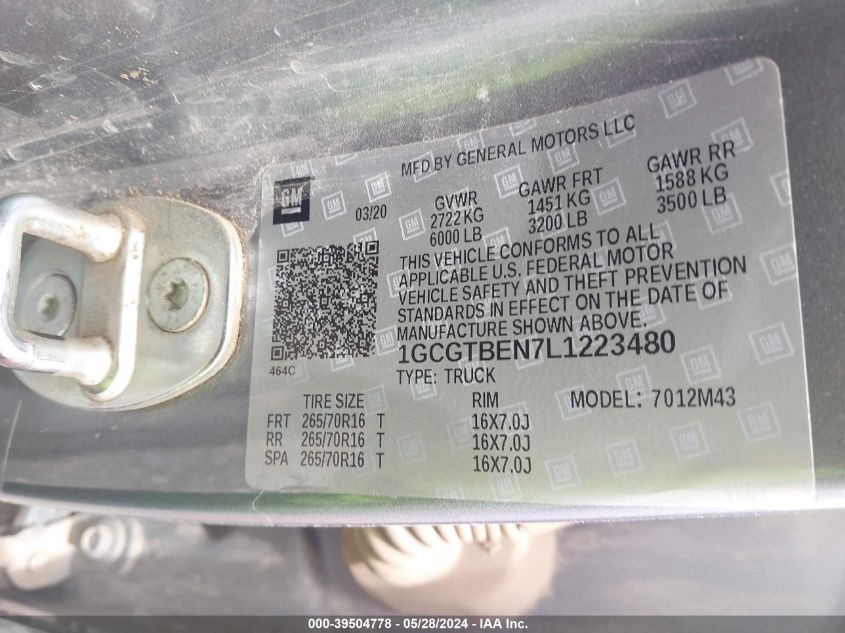 MFD BY GENERAL MOTORS LLC
GM
03/20
GVWR GAWR FRT GAWR RR
2722 KG 1451 KG 1588 KG
6000 LB 3200 LB 3500 LB
THIS VEHICLE CONFORMS TO ALL
APPLICABLE U.S. FEDERAL MOTOR
VEHICLE SAFETY AND THEFT PREVENTION
STANDARDS IN EFFECT ON THE DATE OF
MANUFACTURE SHOWN ABOVE.
464C
1GCGTBEN7L1223480
TYPE: TRUCK
MODEL: 7012M43
TIRE SIZE RIM
FRT 265/70R16 T 16X7.0J
RR 265/70R16 T 16X7.0J
SPA 265/70R16 T 16X7.0J
000-39504778 - 05/28/2024 - IAA Inc.